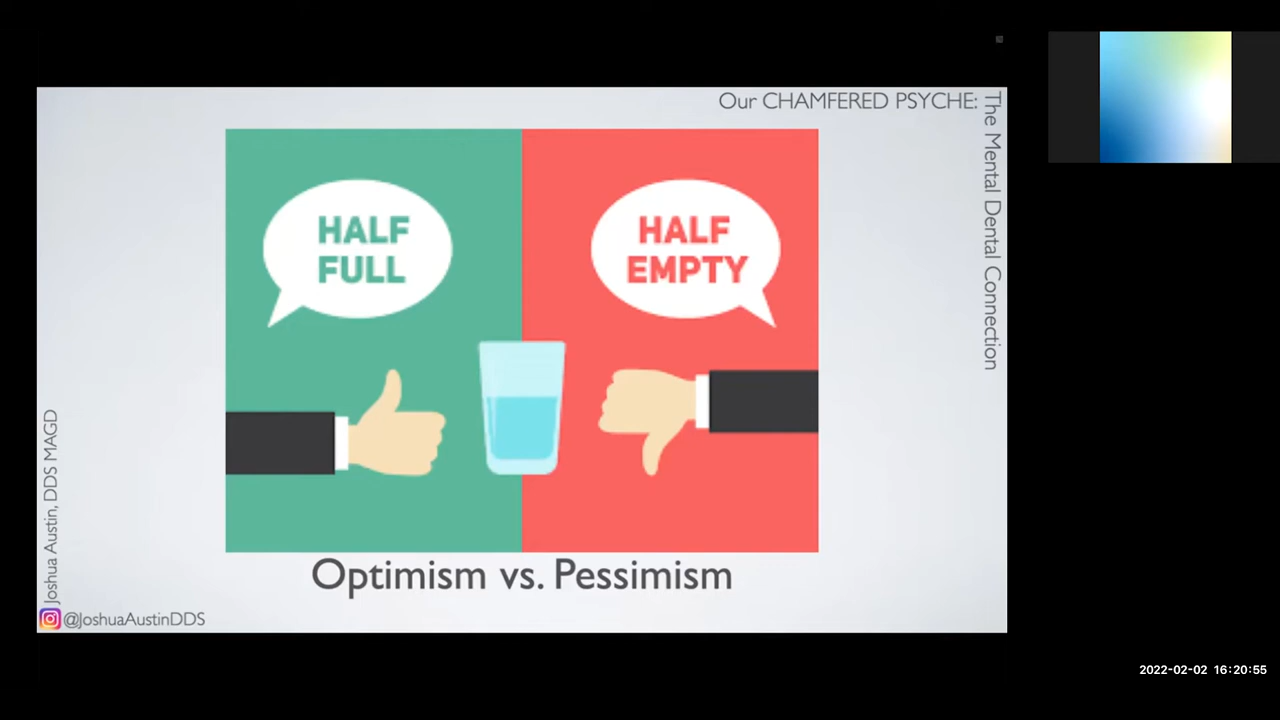 Our CHAMFERED PSYCHE:
The Mental Dental Connection
HALF
FULL
HALF
EMPTY
Optimism vs. Pessimism
Joshua Austin, DDS MAGD
@JoshuaAustinDDS
2022-02-02 16:20:55